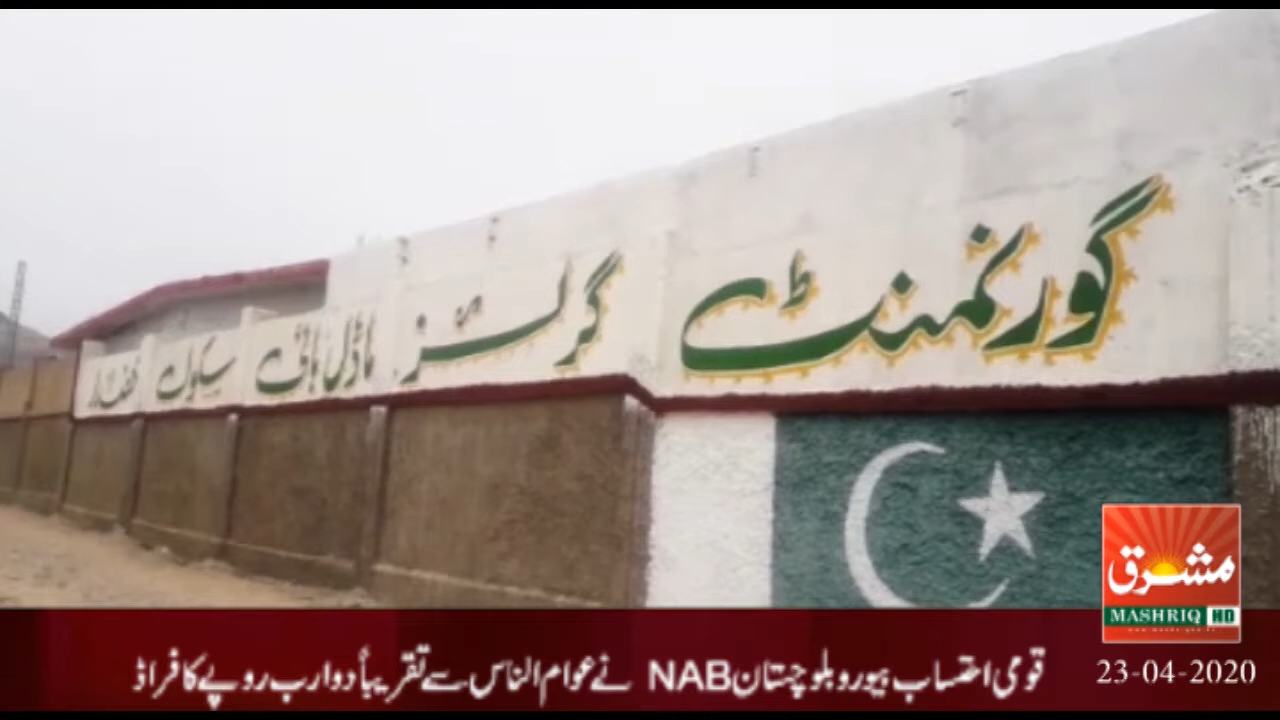 گورنمنٹ گرلز ماڈل ہائی سکول خضدار
مشرق
MASHRIQ HD
قومی احتساب بیورو بلوچستان NAB نے عوام الناس سے تقریباً دو ارب روپے کا فراڈ
23-04-2020